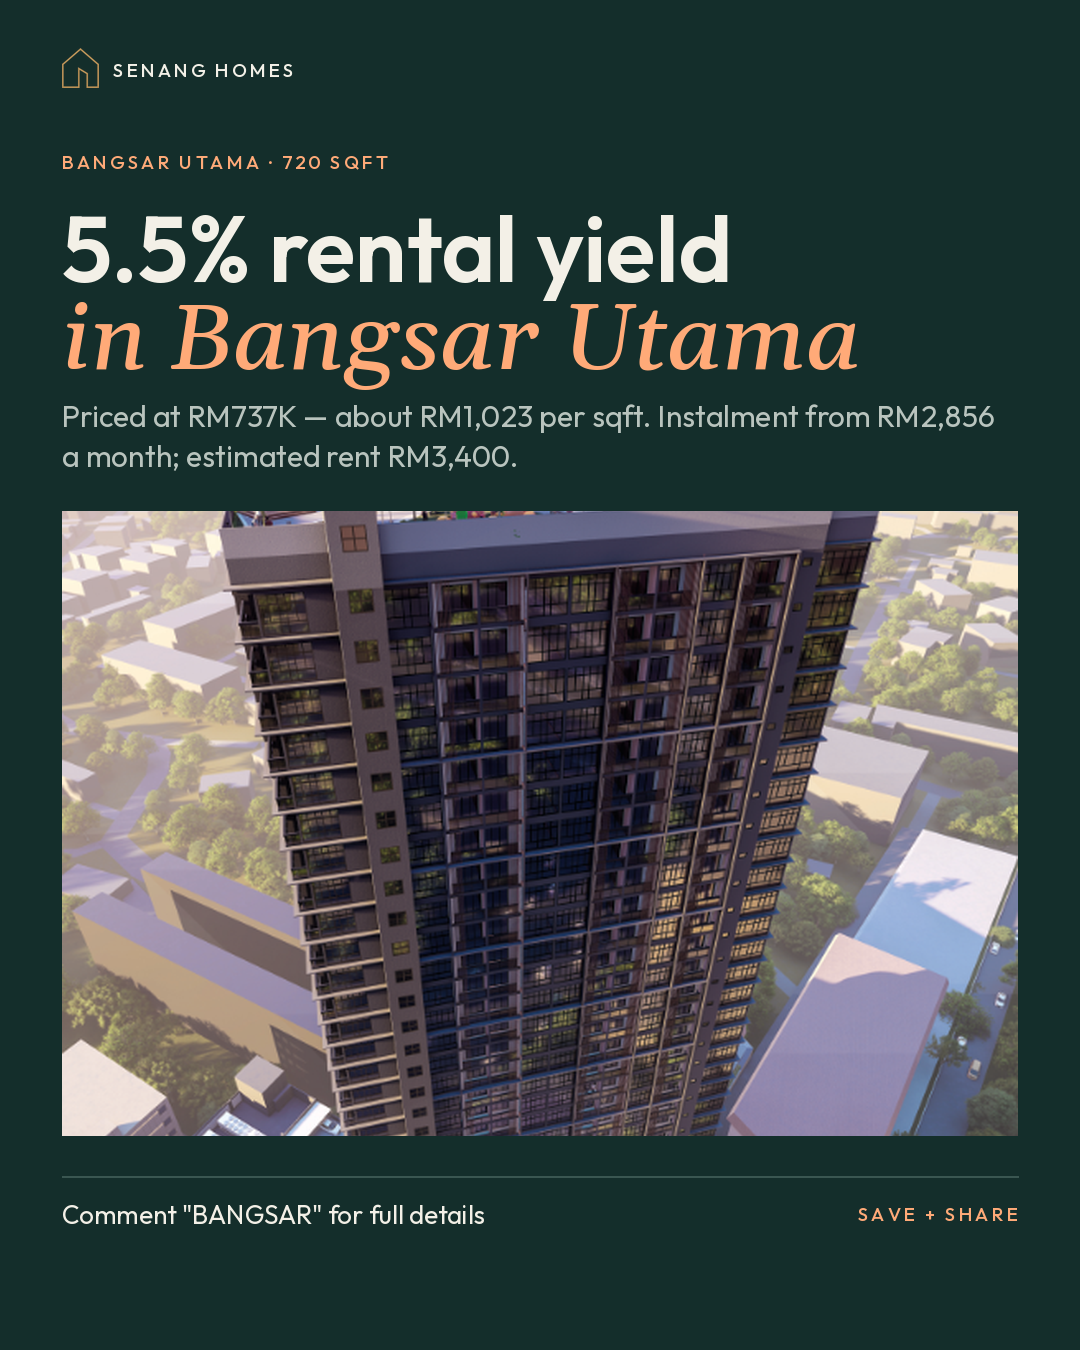 SENANG HOMES
BANGSAR UTAMA · 720 SQFT
5.5% rental yield
in Bangsar Utama
Priced at RM737K — about RM1,023 per sqft. Instalment from RM2,856
a month; estimated rent RM3,400.
Comment "BANGSAR" for full details
SAVE + SHARE